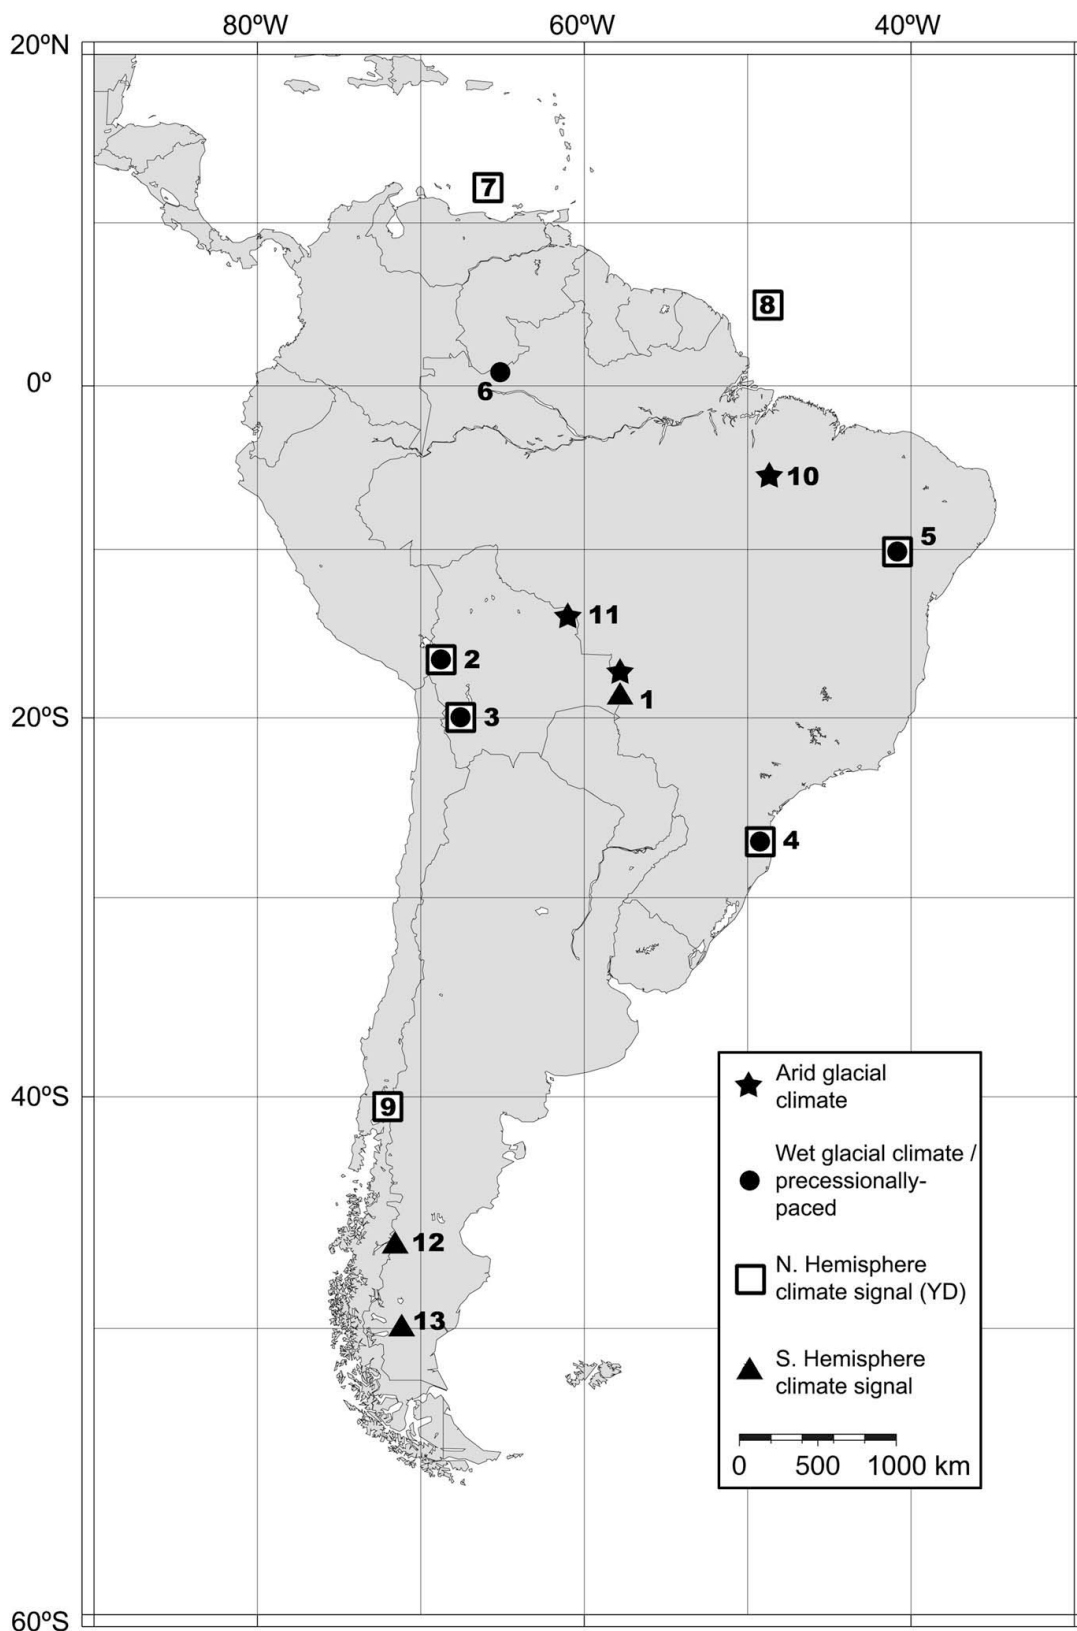 80ºW 60ºW 40ºW
20ºN
7
8
0º
6
10
5
11
2
1
20ºS
3
4
Arid glacial
climate
40ºS
9
Wet glacial climate /
precessionally-
paced
12
N. Hemisphere
climate signal (YD)
13
S. Hemisphere
climate signal
0 500 1000 km
60ºS